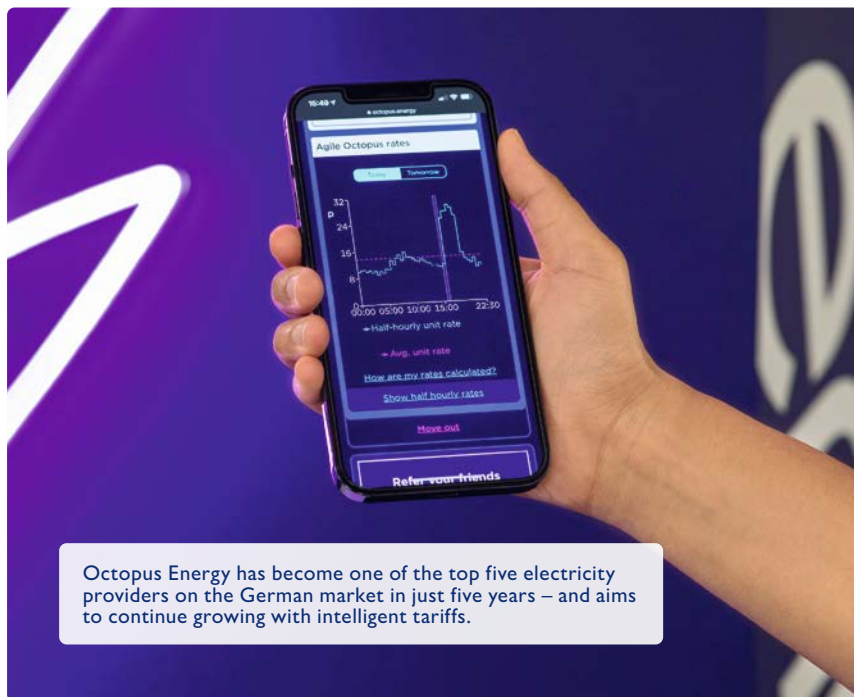 15:49
octopus.energy
Agile Octopus rates
Today Tomorrow
32
p
24
16
8
0
00:00 05:00 10:00 15:00 22:30
Half-hourly unit rate
Avg. unit rate
How are my rates calculated?
Show half hourly rates
Move out
Refer your friends
Octopus Energy has become one of the top five electricity
providers on the German market in just five years – and aims
to continue growing with intelligent tariffs.